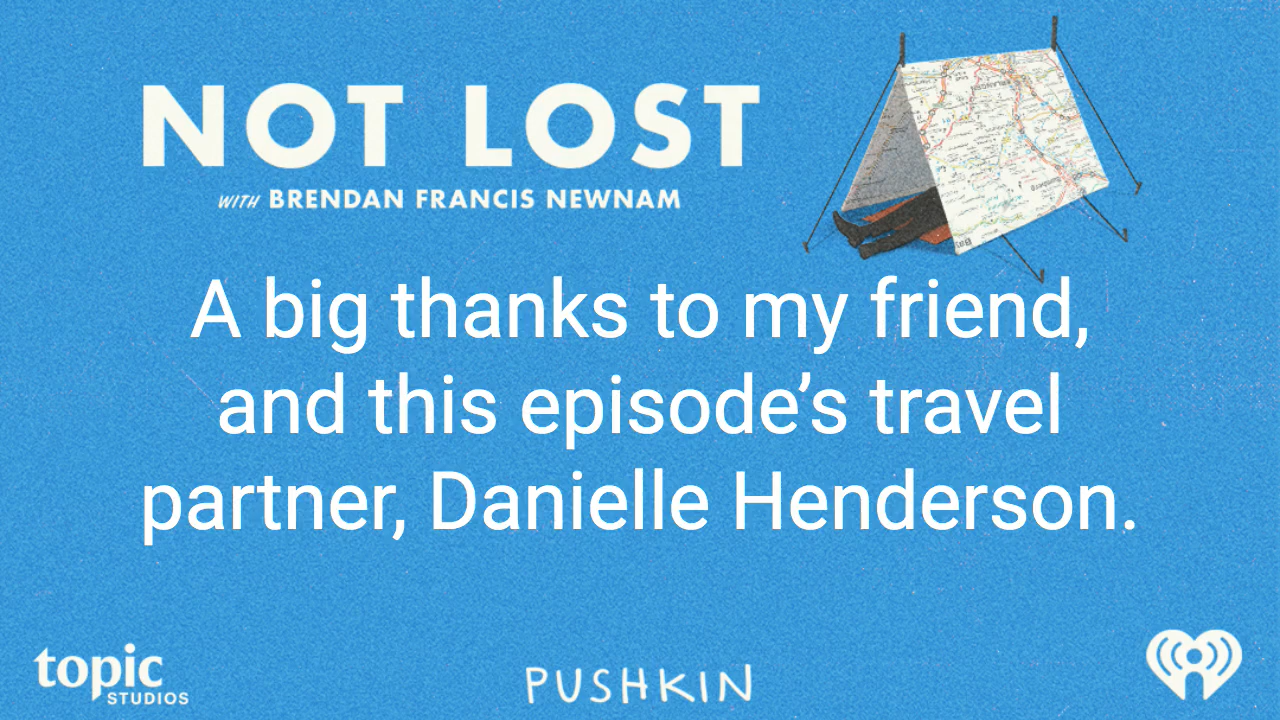 NOT LOST
WITH BRENDAN FRANCIS NEWNAM
A big thanks to my friend,
and this episode’s travel
partner, Danielle Henderson.
topic
STUDIOS
PUSHKIN